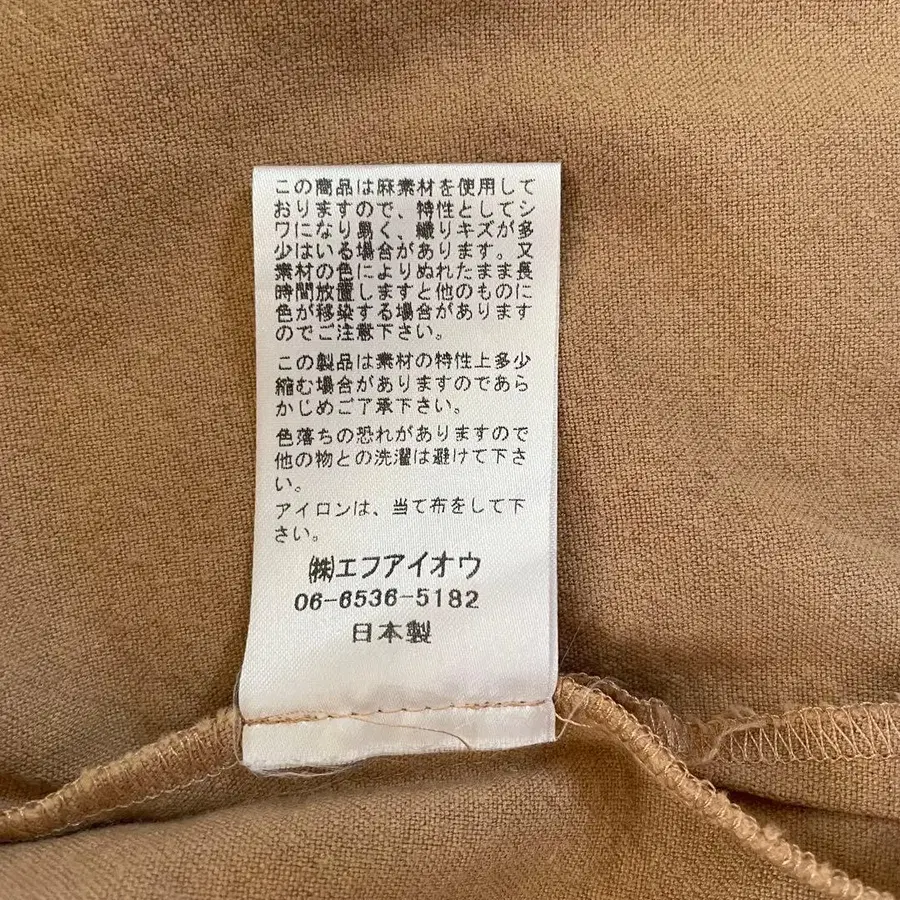 この商品は麻素材を使用して
おりますので、特性としてシ
ワになり易く、織りキズが多
少はいる場合があります。又
素材の色によりぬれたまま長
時間放置しますと他のものに
色が移染する場合があります
のでご注意下さい。
この製品は素材の特性上多少
縮む場合がありますのであら
かじめご了承下さい。
色落ちの恐れがありますので
他の物との洗濯は避けて下さ
い。
アイロンは、当て布をして下
さい。
㈱エフアイオウ
06-6536-5182
日本製